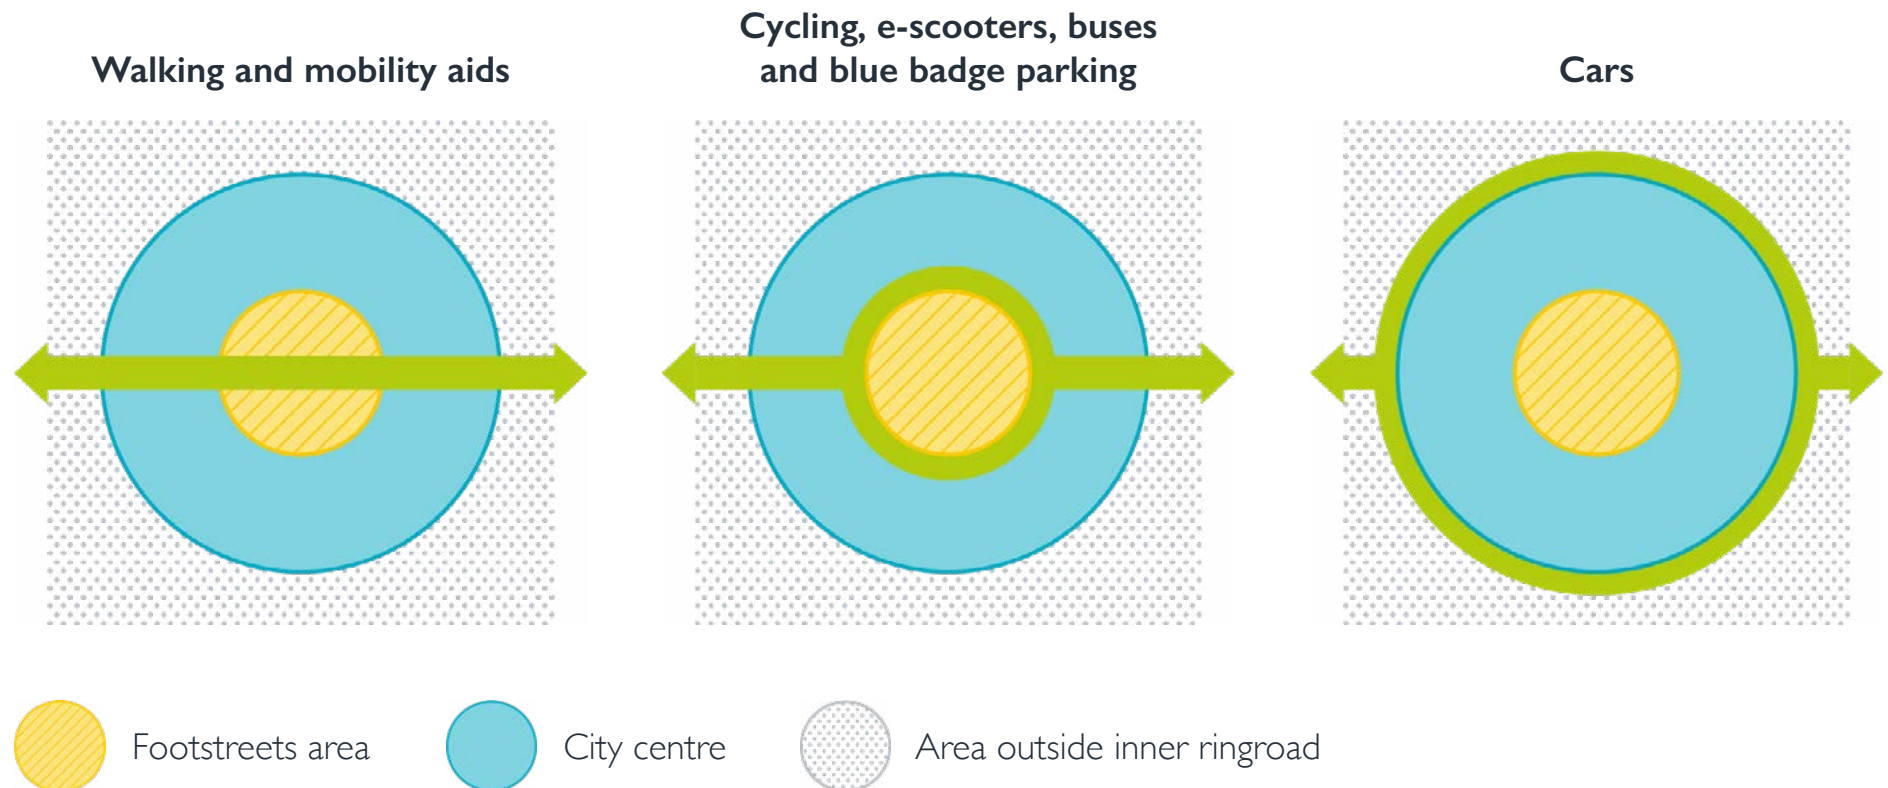 Walking and mobility aids
Cycling, e-scooters, buses
and blue badge parking
Cars
Footstreets area
City centre
Area outside inner ringroad